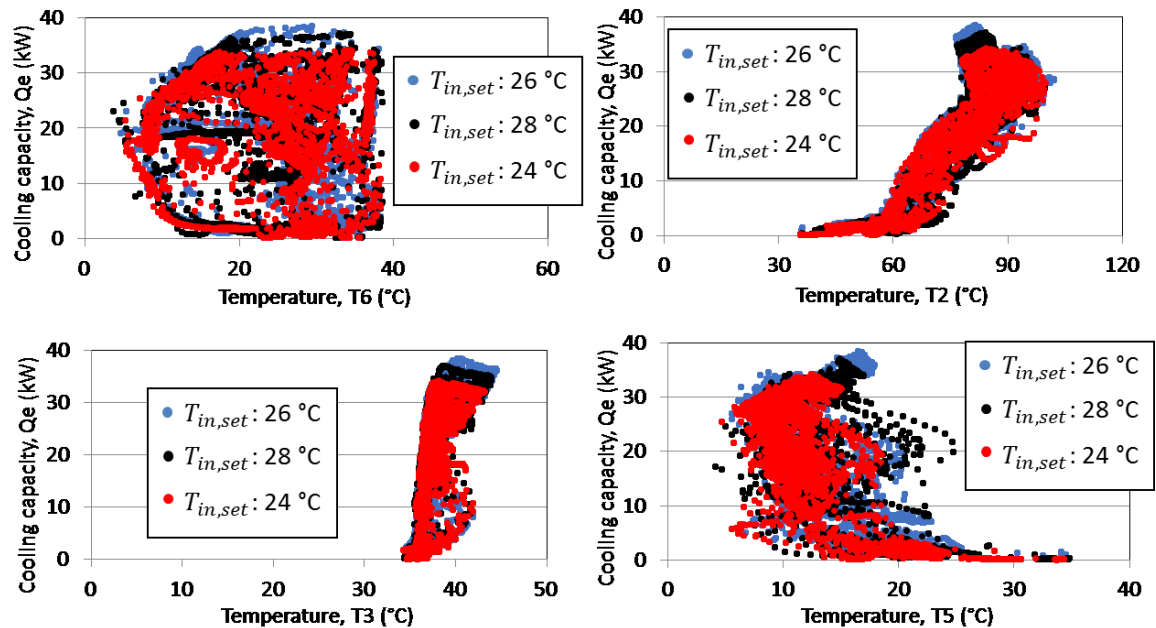 Cooling capacity, Qe (kW)
40
30
20
10
0
T_in,set : 26 °C
T_in,set : 28 °C
T_in,set : 24 °C
0 20 40 60
Temperature, T6 (°C)
Cooling capacity, Qe (kW)
40
30
20
10
0
T_in,set : 26 °C
T_in,set : 28 °C
T_in,set : 24 °C
0 30 60 90 120
Temperature, T2 (°C)
Cooling capacity, Qe (kW)
40
30
20
10
0
T_in,set : 26 °C
T_in,set : 28 °C
T_in,set : 24 °C
0 10 20 30 40 50
Temperature, T3 (°C)
Cooling capacity, Qe (kW)
40
30
20
10
0
T_in,set : 26 °C
T_in,set : 28 °C
T_in,set : 24 °C
0 10 20 30 40
Temperature, T5 (°C)